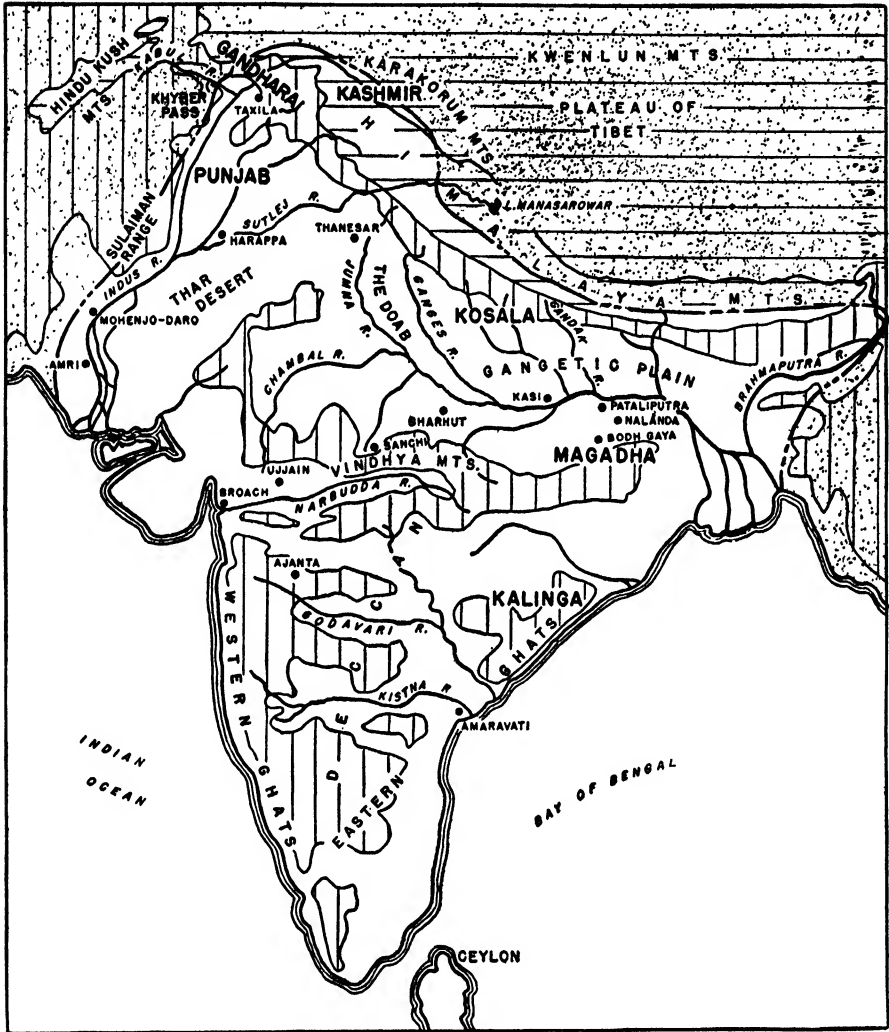 HINDU KUSH
MTS.
KABUL R.
GANDHARA
KHYBER
PASS
TAXILA
KASHMIR
KARAKORUM MTS.
KWENLUN MTS.
PLATEAU OF
TIBET
HIMALAYA MTS.
L. MANASAROWAR
PUNJAB
SULAIMAN
RANGE
SUTLEJ R.
HARAPPA
THANESAR
INDUS R.
THAR
DESERT
MOHENJO-DARO
AMRI
JUMNA R.
THE DOAB
GANGES R.
KOSALA
GANDAK R.
GANGETIC PLAIN
BRAHMAPUTRA R.
CHAMBAL R.
KASI
PATALIPUTRA
NALANDA
BODH GAYA
BHARHUT
SANCHI
MAGADHA
UJJAIN
VINDHYA MTS.
BROACH
NARBUDDA R.
AJANTA
DECCAN
KALINGA
GODAVARI R.
WESTERN GHATS
EASTERN GHATS
KISTNA R
AMARAVATI
INDIAN
OCEAN
BAY OF BENGAL
CEYLON